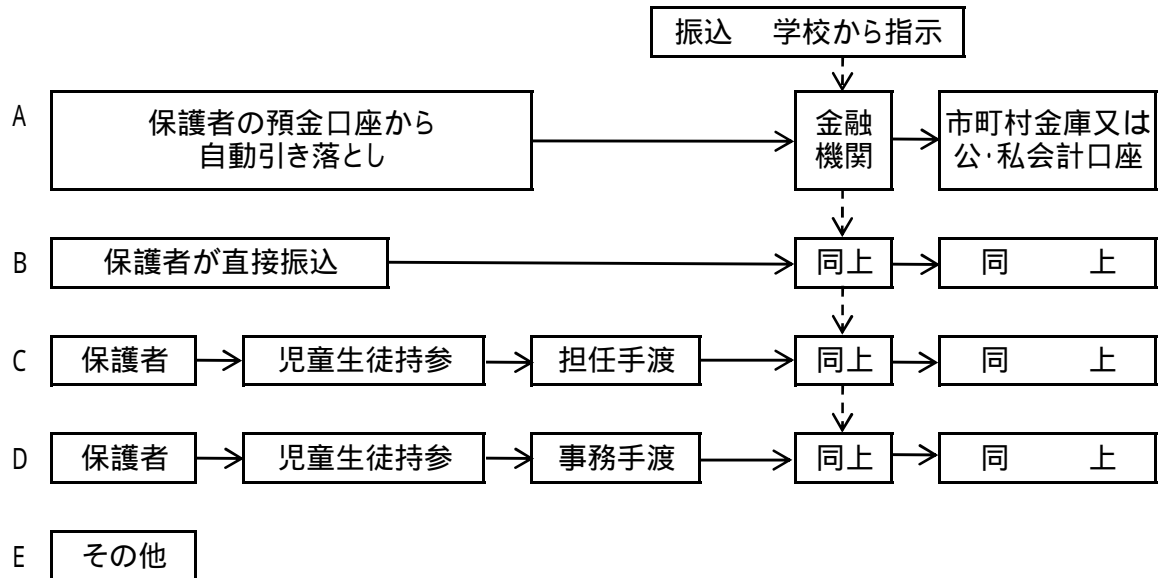 振込　学校から指示
A
保護者の預金口座から
自動引き落とし
金融
機関
市町村金庫又は
公・私会計口座
B
保護者が直接振込
同上
同　上
C
保護者
児童生徒持参
担任手渡
同上
同　上
D
保護者
児童生徒持参
事務手渡
同上
同　上
E
その他